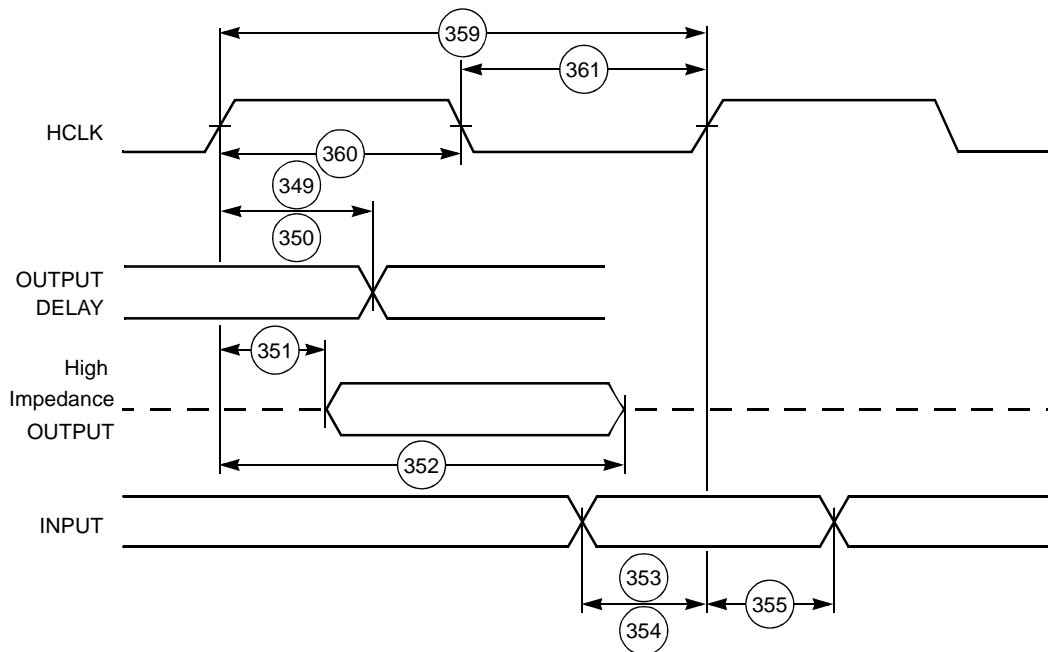 359
361
HCLK
360
349
350
OUTPUT
DELAY
351
High
Impedance
OUTPUT
352
INPUT
353
354
355